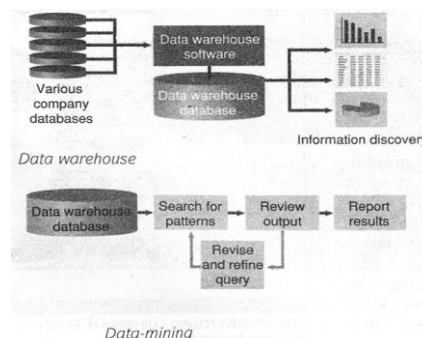 Data warehouse
software
Various
company
databases
Data warehouse
database
Information discovery
Data warehouse
Data warehouse
database
Search for
patterns
Review
output
Report
results
Revise
and refine
query
Data-mining